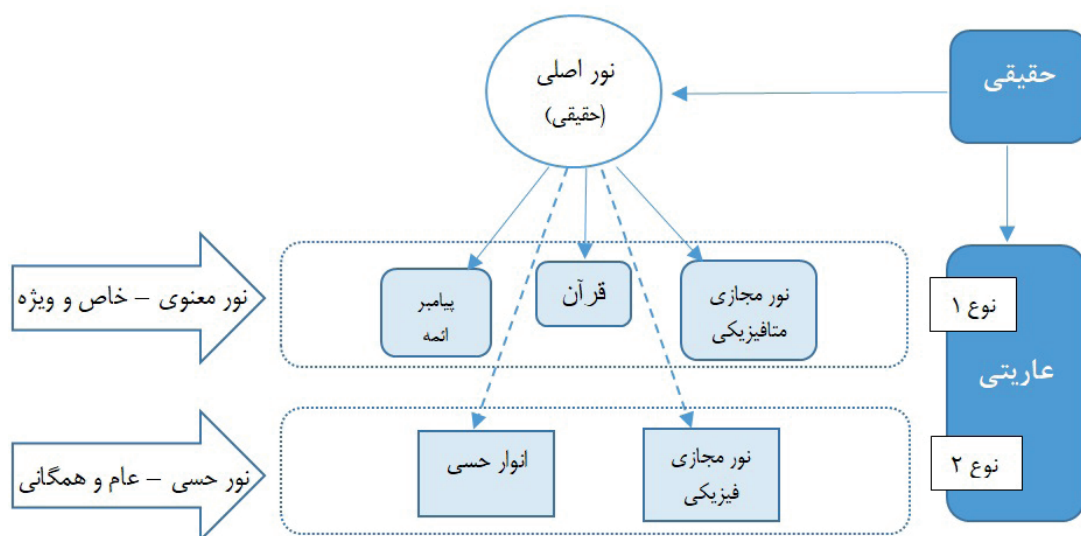 حقیقی
نور اصلی
(حقیقی)
نوع ۱
نور مجازی
متافیزیکی
قرآن
پیامبر
ائمه
نور معنوی – خاص و ویژه
عاریتی
نوع ۲
نور مجازی
فیزیکی
انوار حسی
نور حسی – عام و همگانی